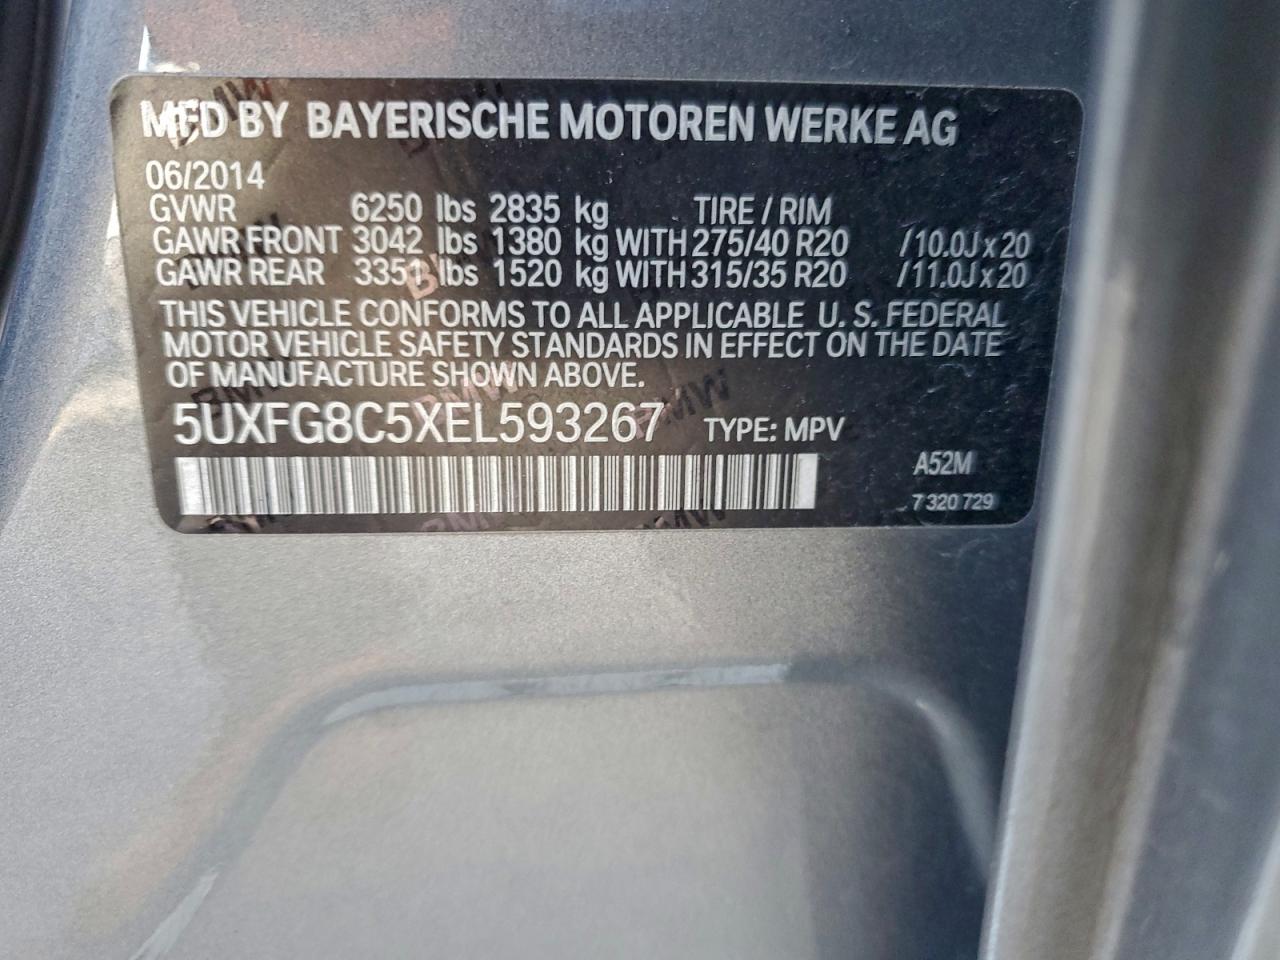 MFD BY BAYERISCHE MOTOREN WERKE AG
06/2014
GVWR 6250 lbs 2835 kg TIRE / RIM
GAWR FRONT 3042 lbs 1380 kg WITH 275/40 R20 /10.0J x 20
GAWR REAR 3351 lbs 1520 kg WITH 315/35 R20 /11.0J x 20
THIS VEHICLE CONFORMS TO ALL APPLICABLE U. S. FEDERAL
MOTOR VEHICLE SAFETY STANDARDS IN EFFECT ON THE DATE
OF MANUFACTURE SHOWN ABOVE.
5UXFG8C5XEL593267 TYPE: MPV
A52M
7 320 729